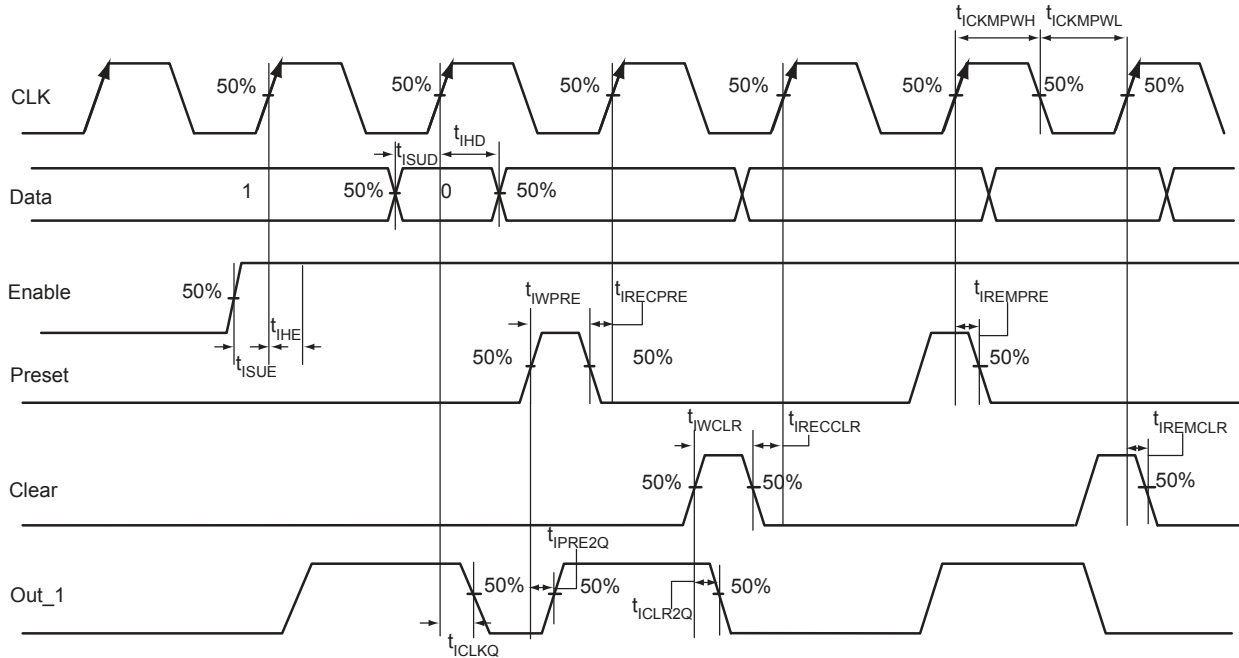 tICKMPWH tICKMPWL
CLK 50% 50% 50% 50% 50% 50% 50%
tISUD tIHD
Data 1 50% 0 50%
Enable 50%
tIHE
tISUE
tIWPRE tIRECPRE tIREMPRE
Preset 50% 50% 50%
tIWCLR tIRECCLR tIREMCLR
Clear 50% 50% 50%
tIPRE2Q
Out_1 50% 50% 50%
tICLR2Q
tICLKQ